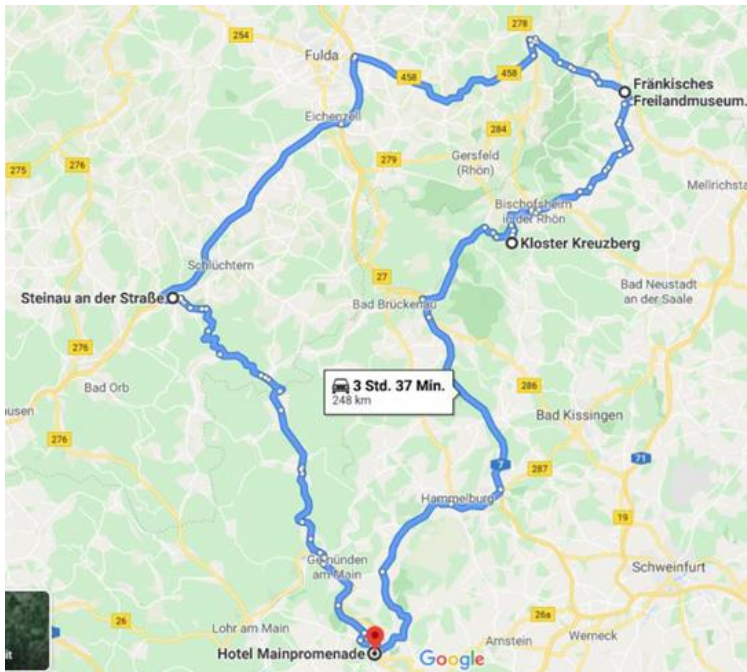 278
254
Fulda
458
458
Fränkisches
Freilandmuseum.
Eichenzell
284
276
275
279
Gersfeld
(Rhön)
Mellrichsta
Bischofsheim
in der Rhön
Kloster Kreuzberg
Schlüchtern
27
Steinau an der Straße
Bad Neustadt
an der Saale
Bad Brückenau
276
3 Std. 37 Min.
248 km
Bad Orb
286
ausen
Bad Kissingen
276
7
287
71
Hammelburg
19
Gemünden
am Main
Schweinfurt
26
26a
Lohr am Main
Arnstein
Werneck
Hotel Mainpromenade
Google